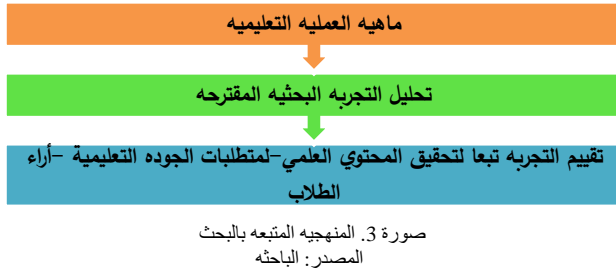 ماهيه العمليه التعليميه
تحليل التجربه البحثيه المقترحه
تقييم التجربه تبعا لتحقيق المحتوي العلمي-لمتطلبات الجوده التعليمية -أراء
الطلاب
صورة 3. المنهجيه المتبعه بالبحث
المصدر: الباحثه